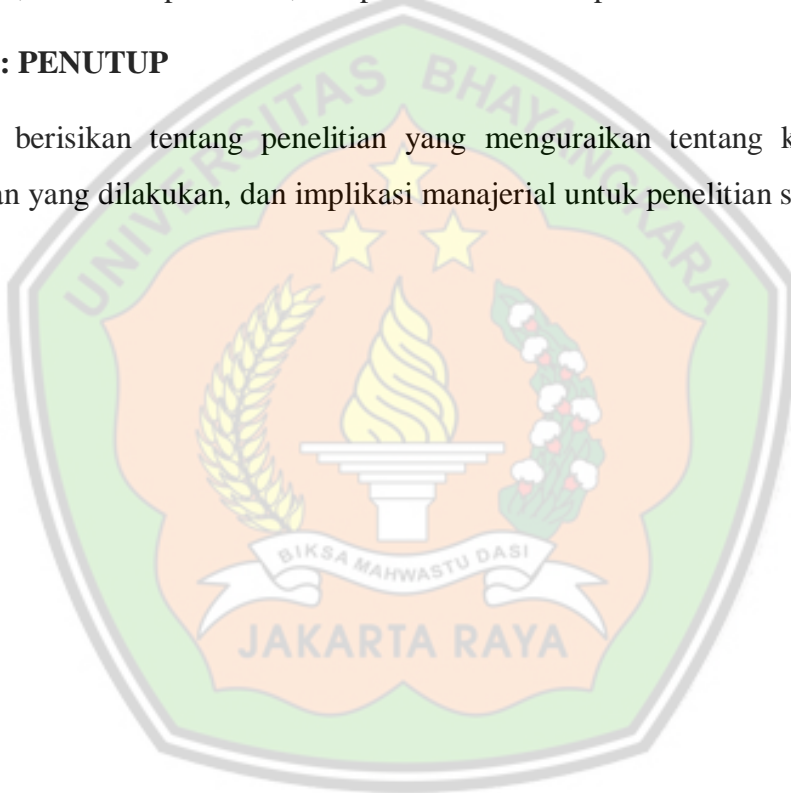 : PENUTUP
berisikan tentang penelitian yang menguraikan tentang
yang dilakukan, dan implikasi manajerial untuk penelitian
UNIVERSITAS BHAYANGKARA
BIKSA MAHWASTU DASI
JAKARTA RAYA